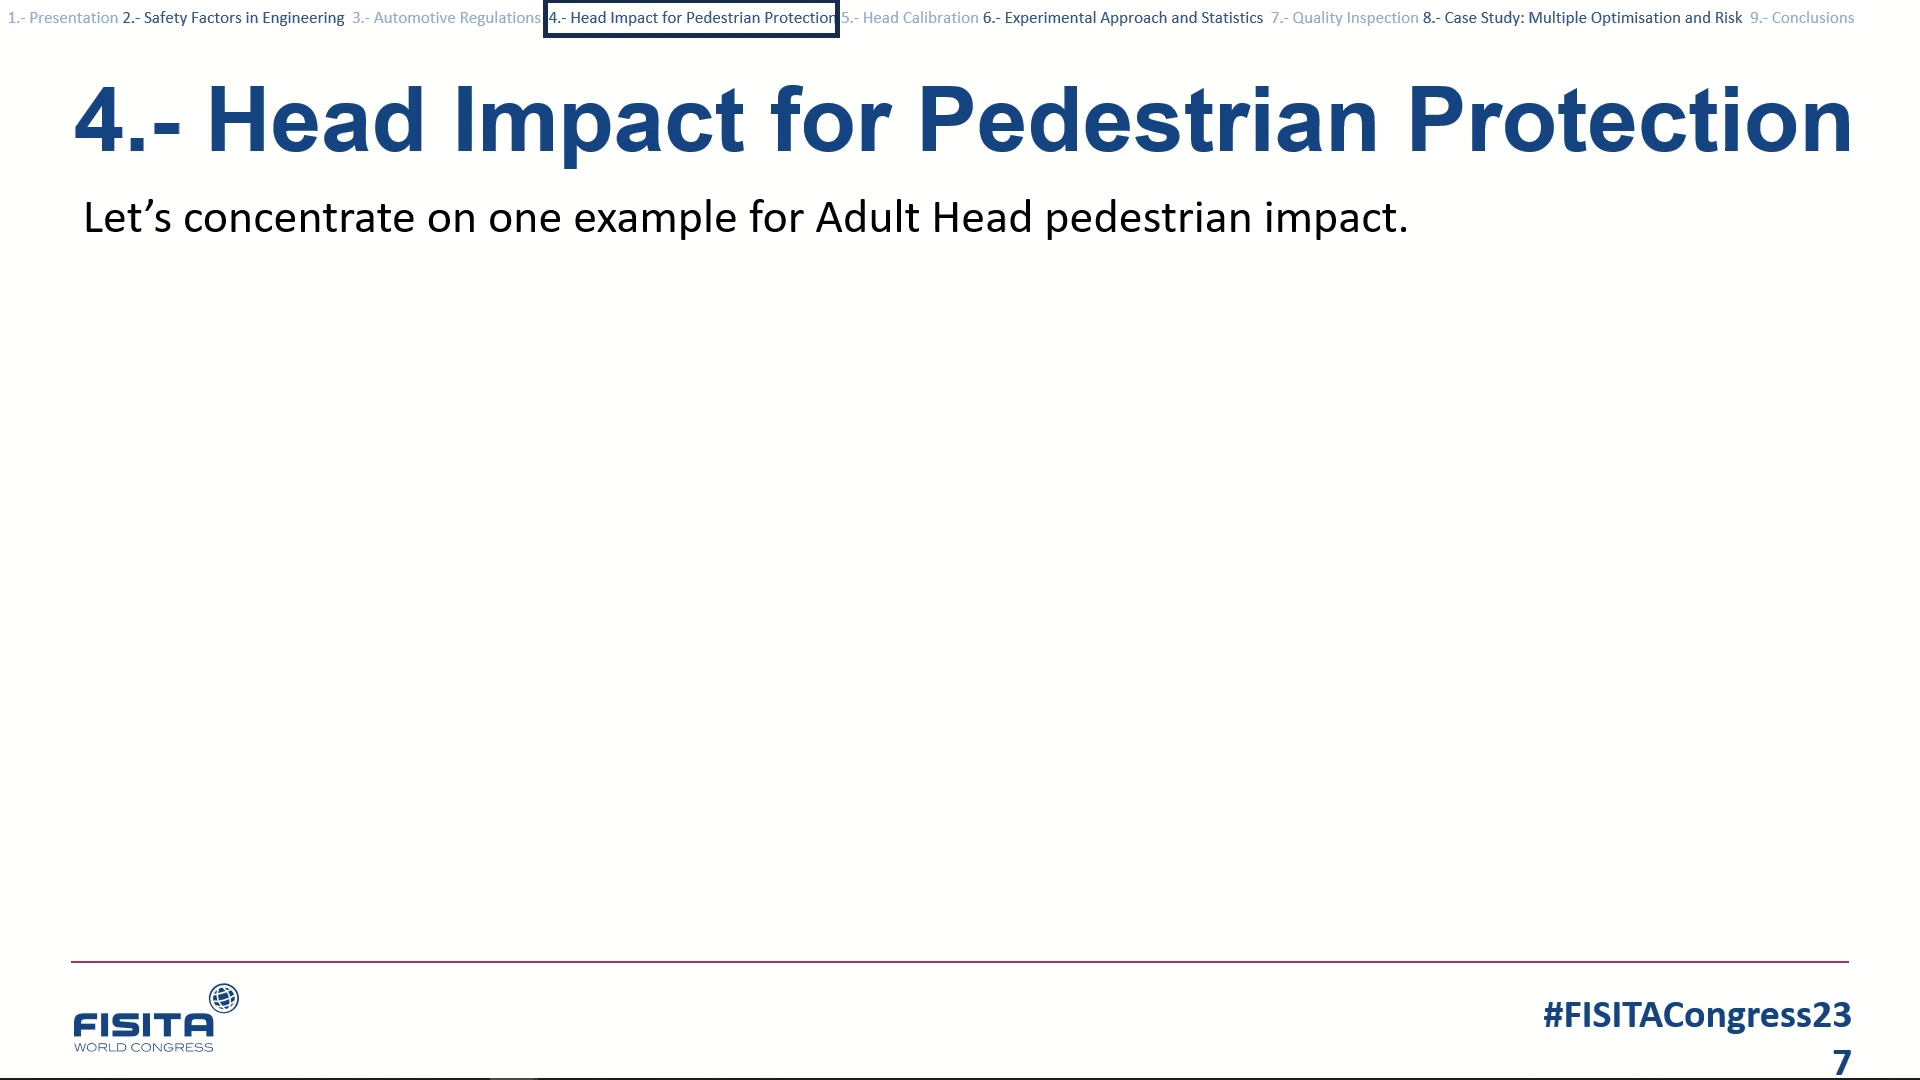 1.- Presentation 2.- Safety Factors in Engineering 3.- Automotive Regulations 4.- Head Impact for Pedestrian Protection 5.- Head Calibration 6.- Experimental Approach and Statistics 7.- Quality Inspection 8.- Case Study: Multiple Optimisation and Risk 9.- Conclusions
4.- Head Impact for Pedestrian Protection
Let’s concentrate on one example for Adult Head pedestrian impact.
FISITA
WORLD CONGRESS
#FISITACongress23
7